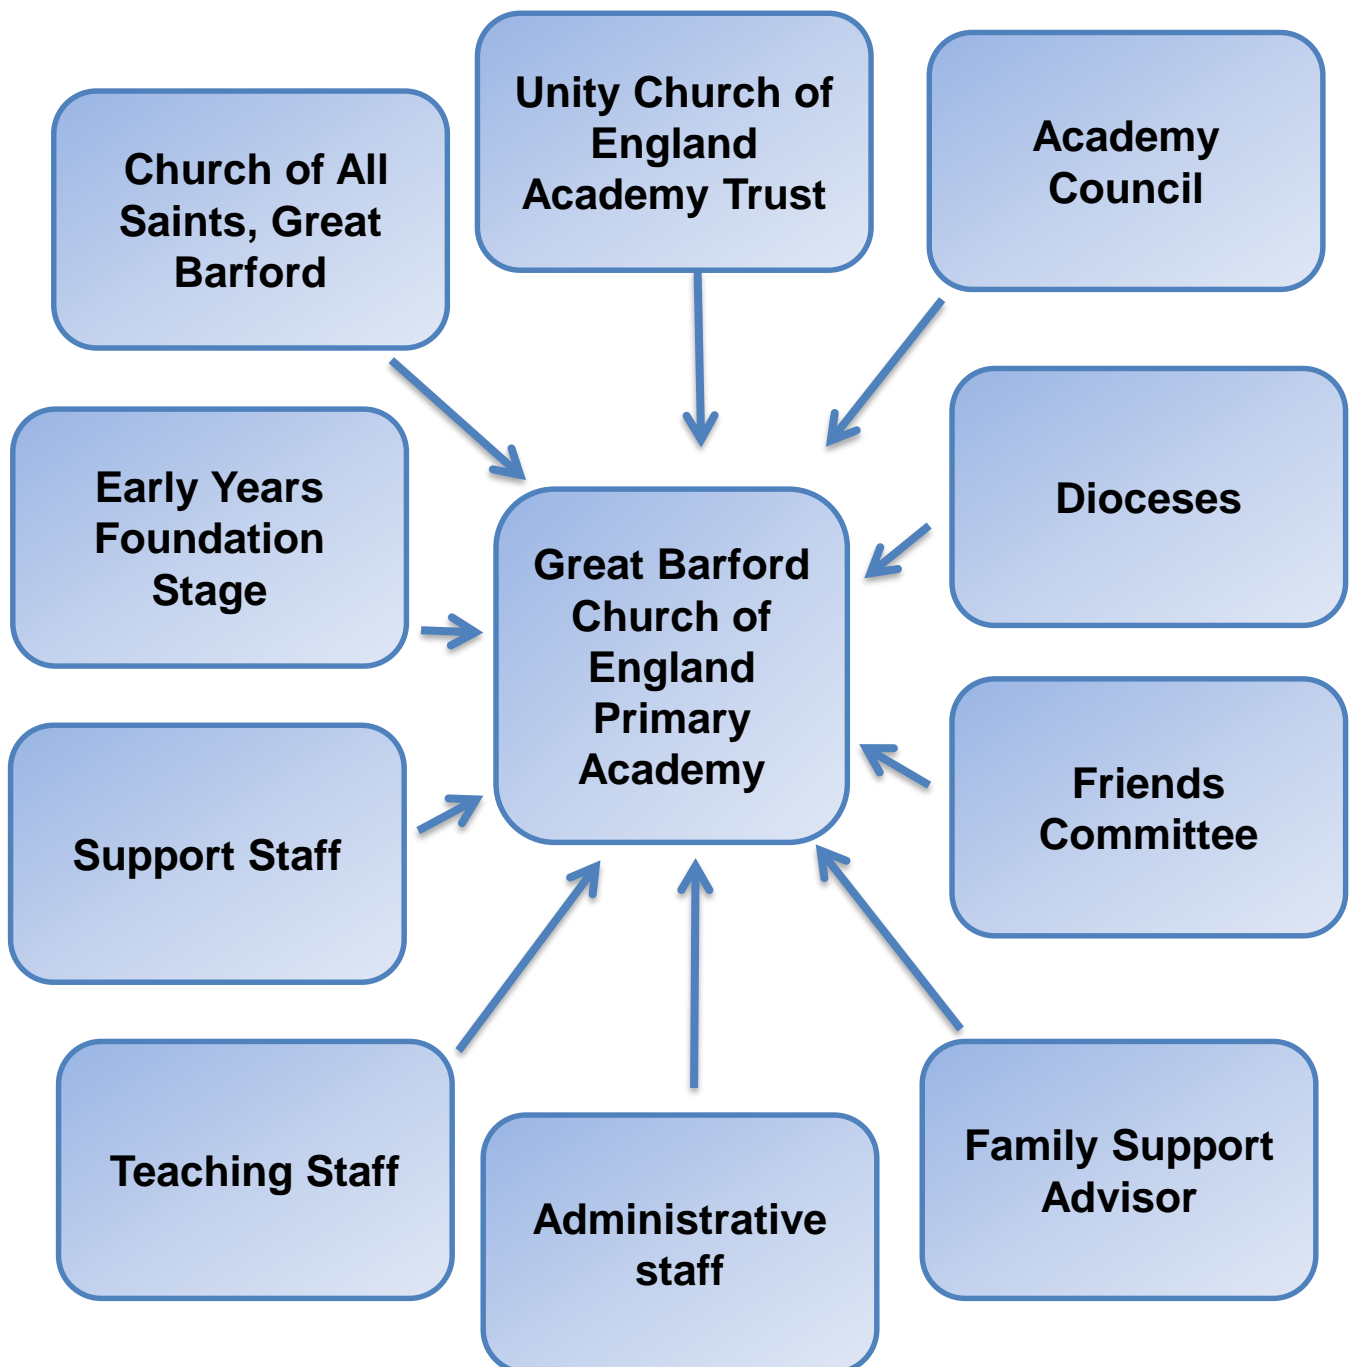 Unity Church of
England
Academy Trust
Academy
Council
Church of All
Saints, Great
Barford
Early Years
Foundation
Stage
Dioceses
Great Barford
Church of
England
Primary
Academy
Support Staff
Friends
Committee
Teaching Staff
Administrative
staff
Family Support
Advisor